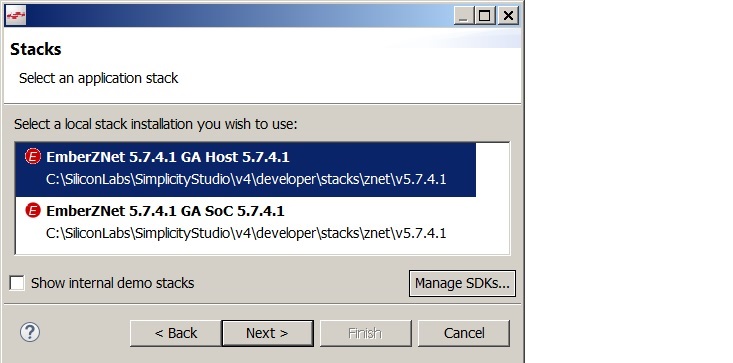 Stacks
Select an application stack
Select a local stack installation you wish to use:
E EmberZNet 5.7.4.1 GA Host 5.7.4.1
C:\SiliconLabs\SimplicityStudio\v4\developer\stacks\znet\v5.7.4.1
E EmberZNet 5.7.4.1 GA SoC 5.7.4.1
C:\SiliconLabs\SimplicityStudio\v4\developer\stacks\znet\v5.7.4.1
Show internal demo stacks
Manage SDKs...
? < Back Next > Finish Cancel